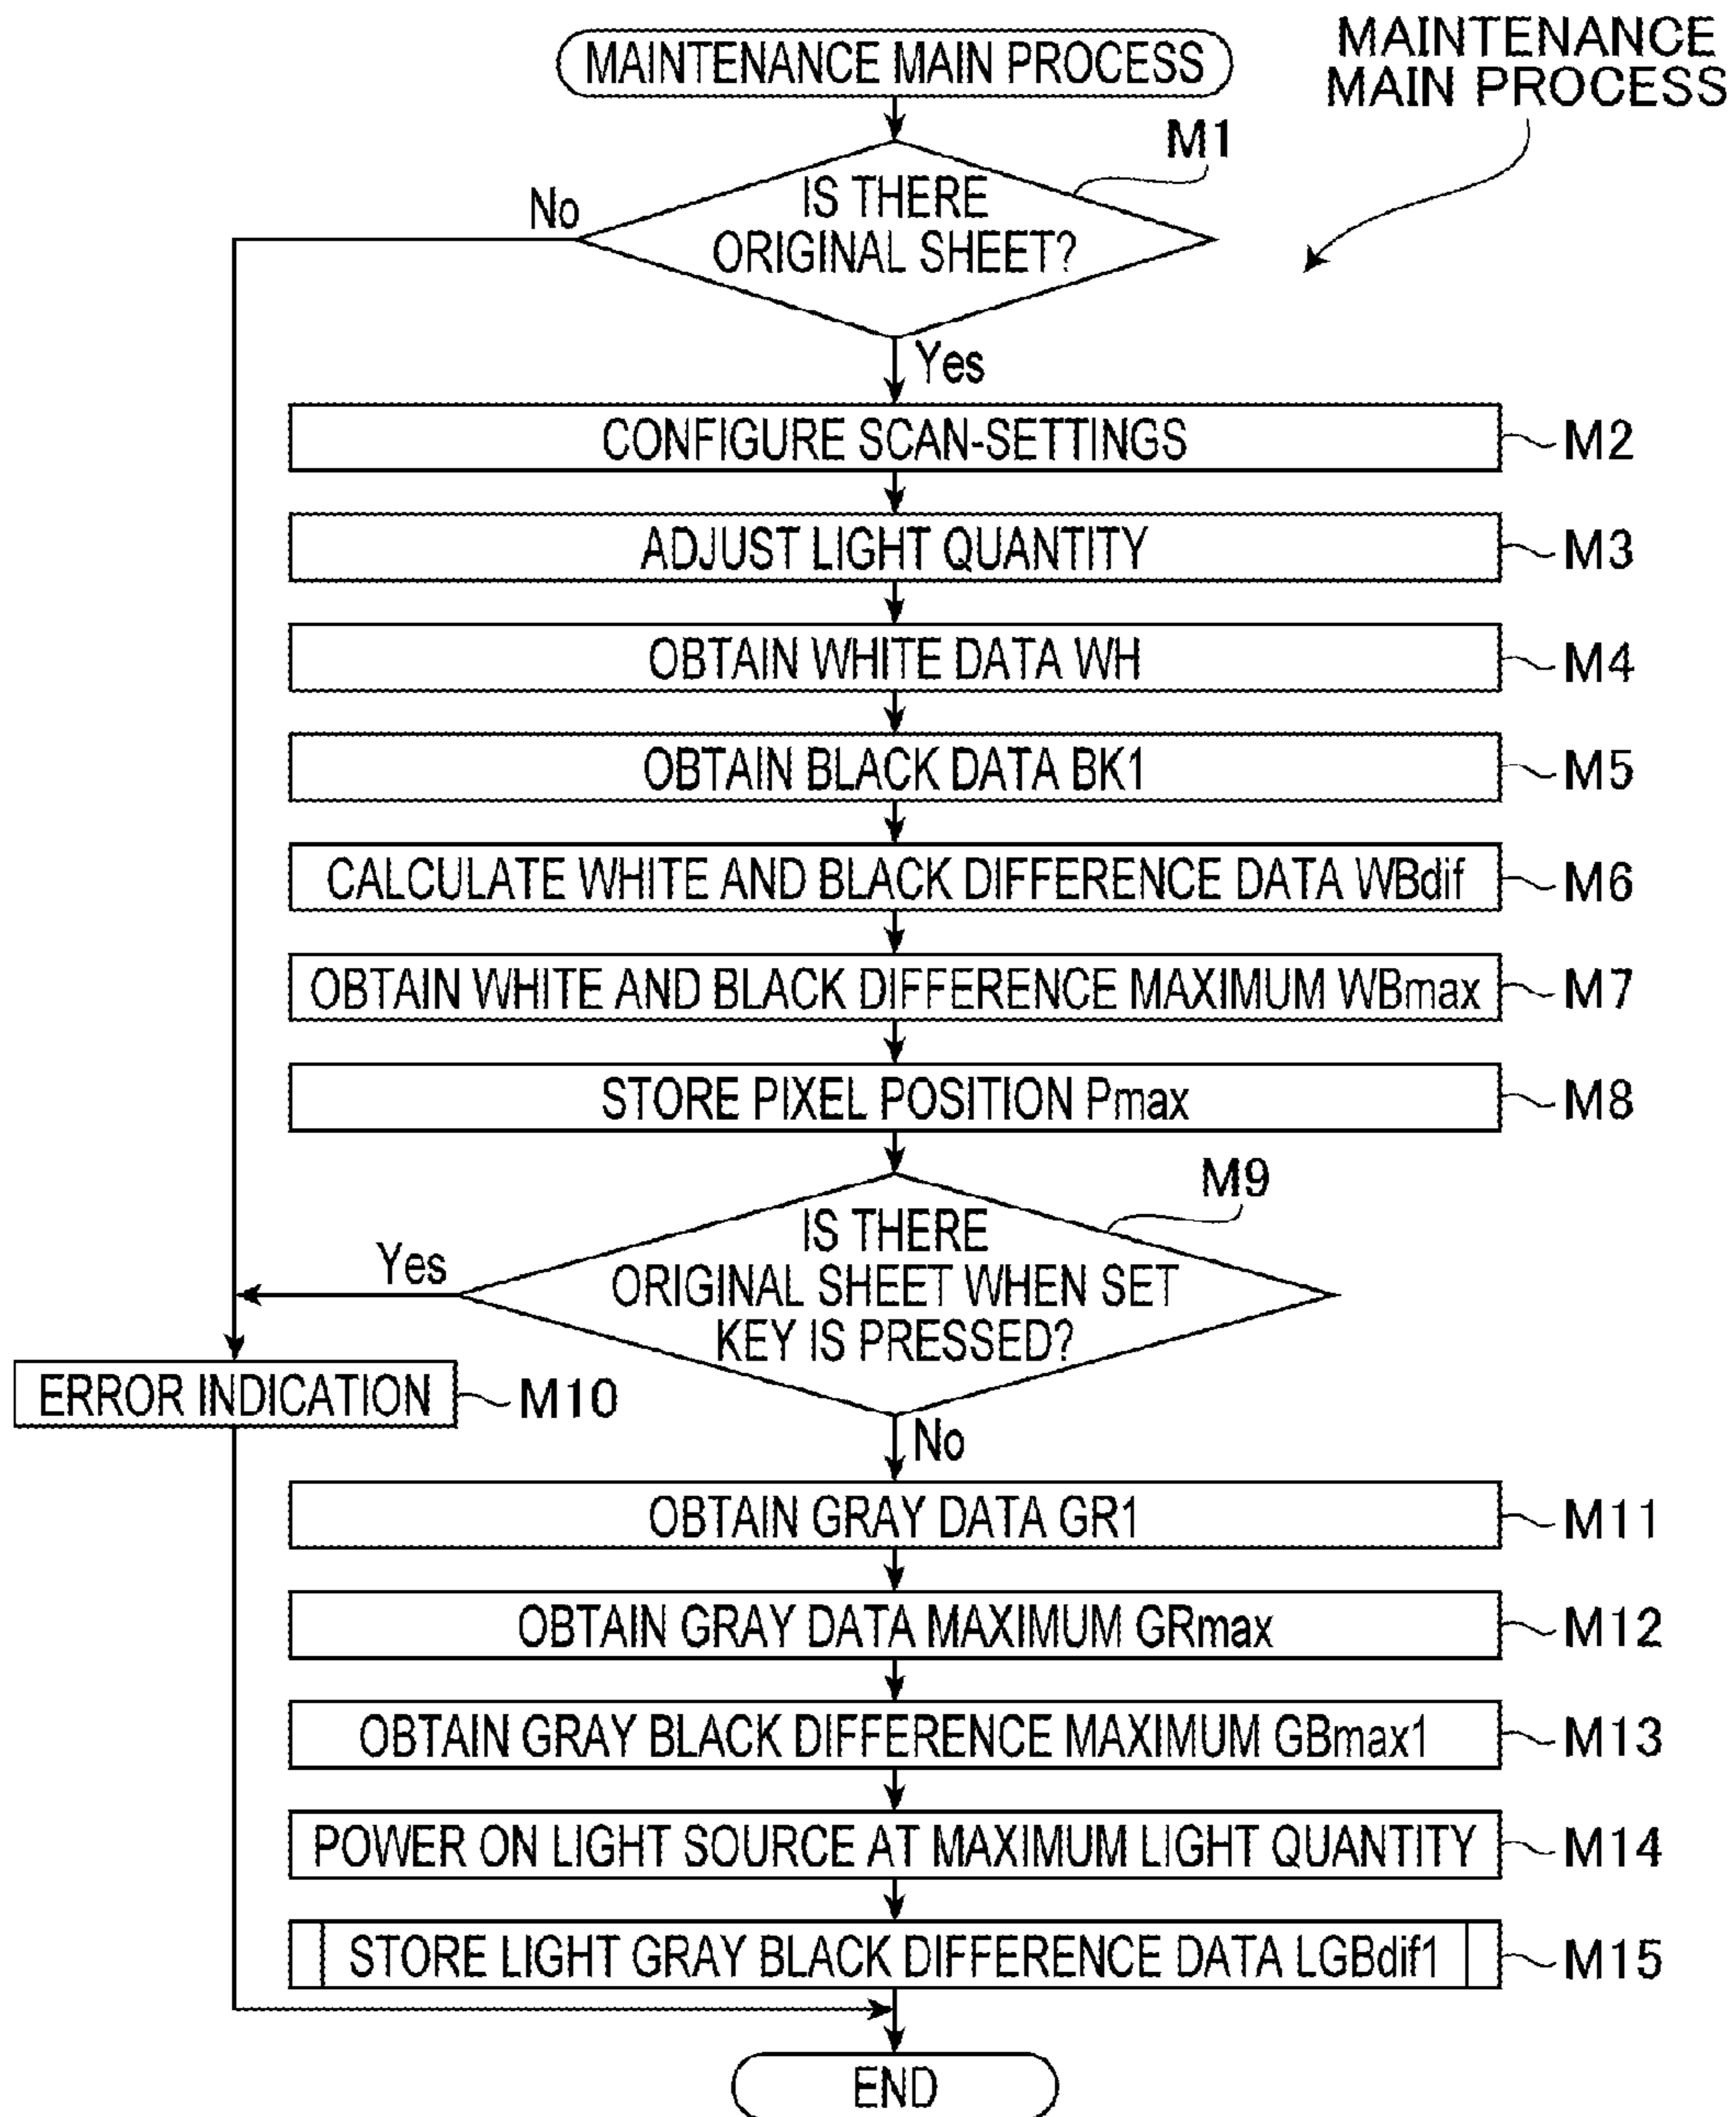 MAINTENANCE MAIN PROCESS
MAINTENANCE
MAIN PROCESS
M1
IS THERE
ORIGINAL SHEET?
No
Yes
CONFIGURE SCAN-SETTINGS
M2
ADJUST LIGHT QUANTITY
M3
OBTAIN WHITE DATA WH
M4
OBTAIN BLACK DATA BK1
M5
CALCULATE WHITE AND BLACK DIFFERENCE DATA WBdif
M6
OBTAIN WHITE AND BLACK DIFFERENCE MAXIMUM WBmax
M7
STORE PIXEL POSITION Pmax
M8
M9
IS THERE
ORIGINAL SHEET WHEN SET
KEY IS PRESSED?
Yes
ERROR INDICATION
M10
No
OBTAIN GRAY DATA GR1
M11
OBTAIN GRAY DATA MAXIMUM GRmax
M12
OBTAIN GRAY BLACK DIFFERENCE MAXIMUM GBmax1
M13
POWER ON LIGHT SOURCE AT MAXIMUM LIGHT QUANTITY
M14
STORE LIGHT GRAY BLACK DIFFERENCE DATA LGBdif1
M15
END